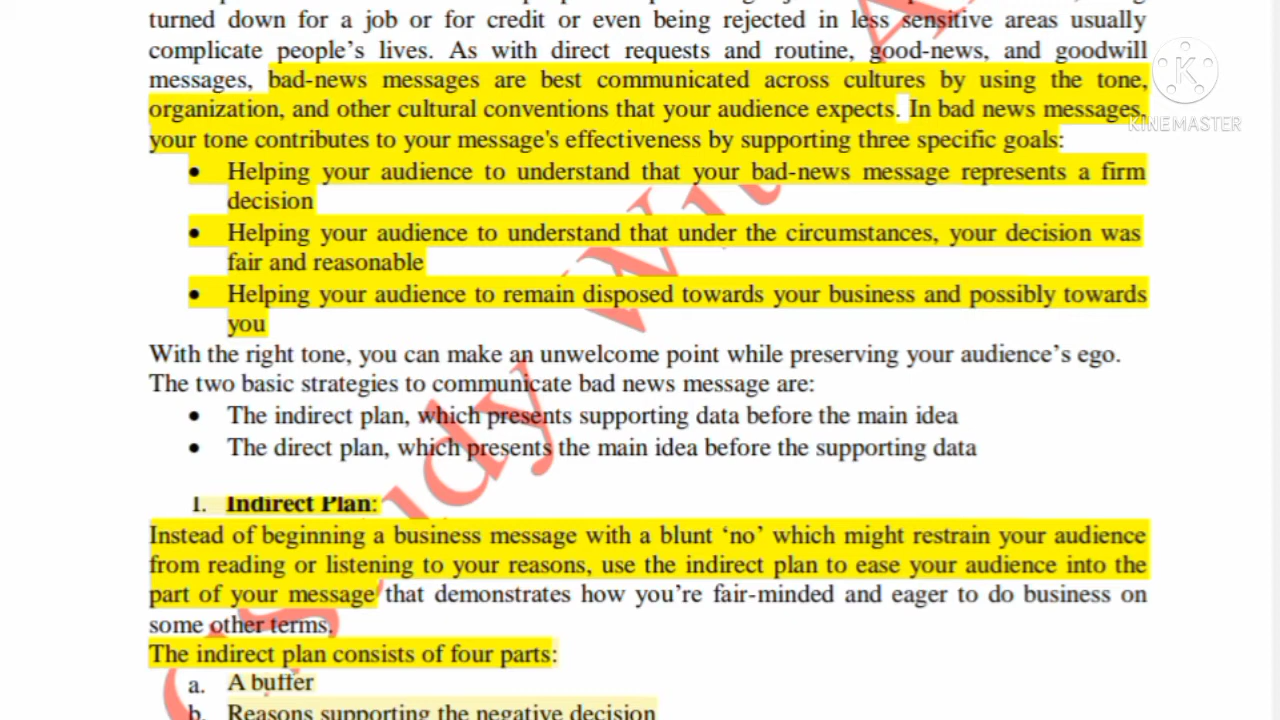 turned down for a job or for credit or even being rejected in less sensitive areas usually
complicate people's lives. As with direct requests and routine, good-news, and goodwill
messages, bad-news messages are best communicated across cultures by using the tone,
organization, and other cultural conventions that your audience expects. In bad news messages,
your tone contributes to your message's effectiveness by supporting three specific goals:
• Helping your audience to understand that your bad-news message represents a firm
decision
• Helping your audience to understand that under the circumstances, your decision was
fair and reasonable
• Helping your audience to remain disposed towards your business and possibly towards
you
With the right tone, you can make an unwelcome point while preserving your audience's ego.
The two basic strategies to communicate bad news message are:
• The indirect plan, which presents supporting data before the main idea
• The direct plan, which presents the main idea before the supporting data
I. Indirect Plan:
Instead of beginning a business message with a blunt ‘no’ which might restrain your audience
from reading or listening to your reasons, use the indirect plan to ease your audience into the
part of your message that demonstrates how you're fair-minded and eager to do business on
some other terms.
The indirect plan consists of four parts:
a. A buffer
b. Reasons supporting the negative decision
K
KINEMASTER